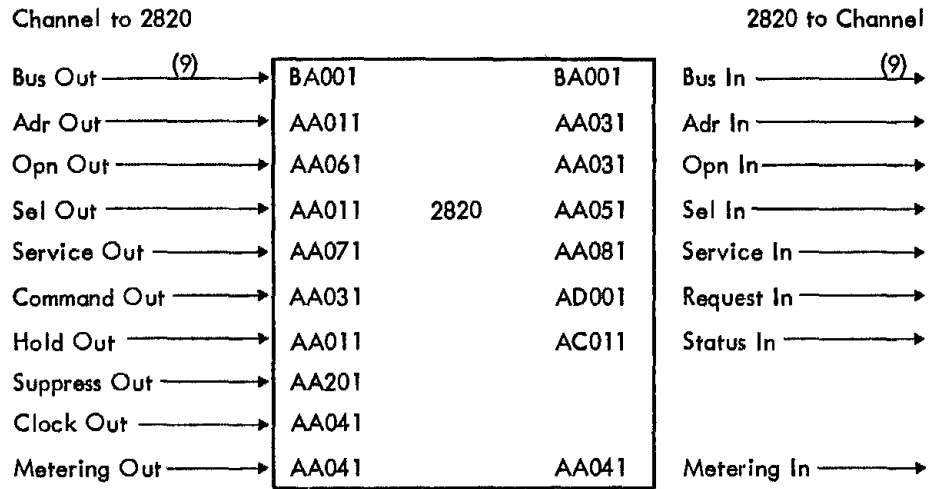 Channel to 2820 2820 to Channel
Bus Out (9) BA001 BA001 Bus In (9)
Adr Out AA011 AA031 Adr In
Opn Out AA061 AA031 Opn In
Sel Out AA011 2820 AA051 Sel In
Service Out AA071 AA081 Service In
Command Out AA031 AD001 Request In
Hold Out AA011 AC011 Status In
Suppress Out AA201
Clock Out AA041
Metering Out AA041 AA041 Metering In